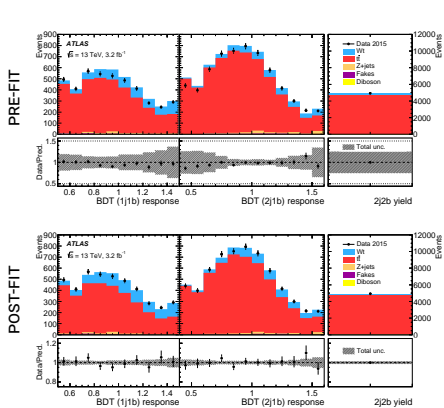 PRE-FIT
Events
900
800
700
600
500
400
300
200
100
0
ATLAS
√s = 13 TeV, 3.2 fb⁻¹
Data 2015
Wt
tt̄
Z+jets
Fakes
Diboson
12000
10000
8000
6000
4000
2000
0
Events
Data/Pred.
1.5
1
0.5
Total unc.
0.6 0.8 1 1.2 1.4 0.5 1 1.5
BDT (1j1b) response BDT (2j1b) response 2j2b yield
POST-FIT
Events
900
800
700
600
500
400
300
200
100
0
ATLAS
√s = 13 TeV, 3.2 fb⁻¹
Data 2015
Wt
tt̄
Z+jets
Fakes
Diboson
12000
10000
8000
6000
4000
2000
0
Events
Data/Pred.
1.2
1
0.8
Total unc.
0.6 0.8 1 1.2 1.4 0.5 1 1.5
BDT (1j1b) response BDT (2j1b) response 2j2b yield